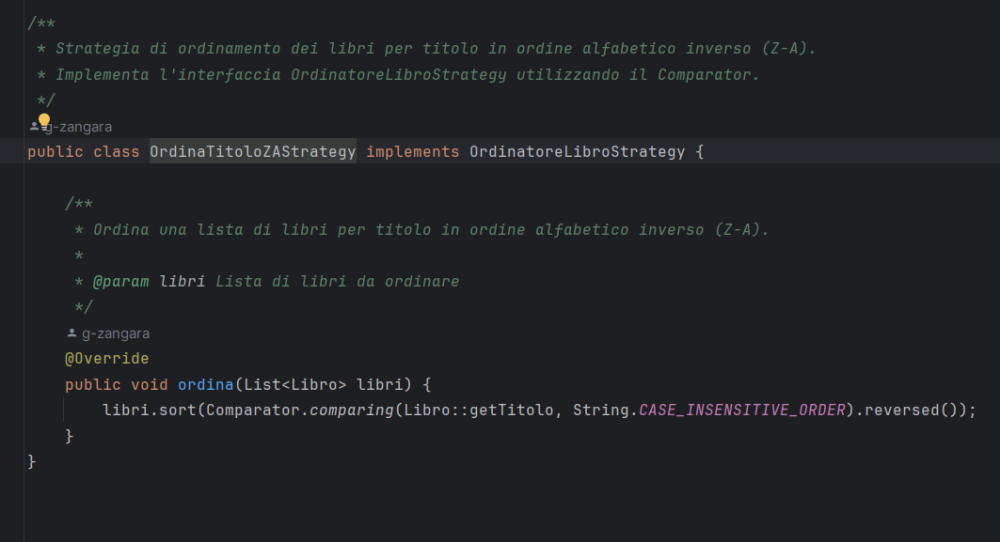 /**
 * Strategia di ordinamento dei libri per titolo in ordine alfabetico inverso (Z-A).
 * Implementa l'interfaccia OrdinatoreLibroStrategy utilizzando il Comparator.
 */
g-zangara
public class OrdinaTitoloZAStrategy implements OrdinatoreLibroStrategy {
    /**
     * Ordina una lista di libri per titolo in ordine alfabetico inverso (Z-A).
     *
     * @param libri Lista di libri da ordinare
     */
    g-zangara
    @Override
    public void ordina(List<Libro> libri) {
        libri.sort(Comparator.comparing(Libro::getTitolo, String.CASE_INSENSITIVE_ORDER).reversed());
    }
}